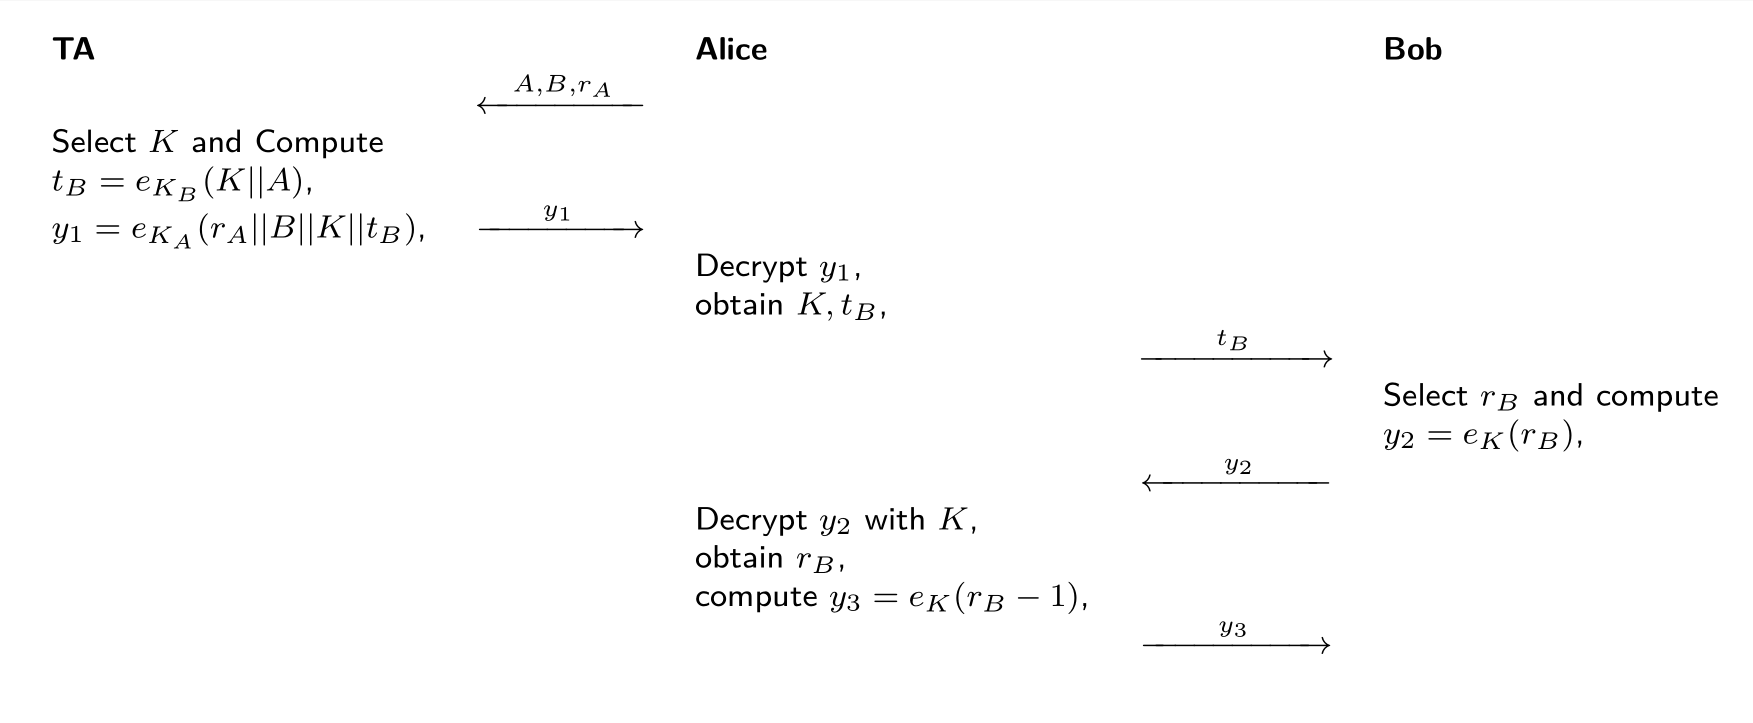 TA Alice Bob
A,B,r_A
Select K and Compute
t_B = e_{K_B}(K||A),
y_1 = e_{K_A}(r_A||B||K||t_B),
y_1
Decrypt y_1,
obtain K, t_B,
t_B
Select r_B and compute
y_2 = e_K(r_B),
y_2
Decrypt y_2 with K,
obtain r_B,
compute y_3 = e_K(r_B − 1),
y_3